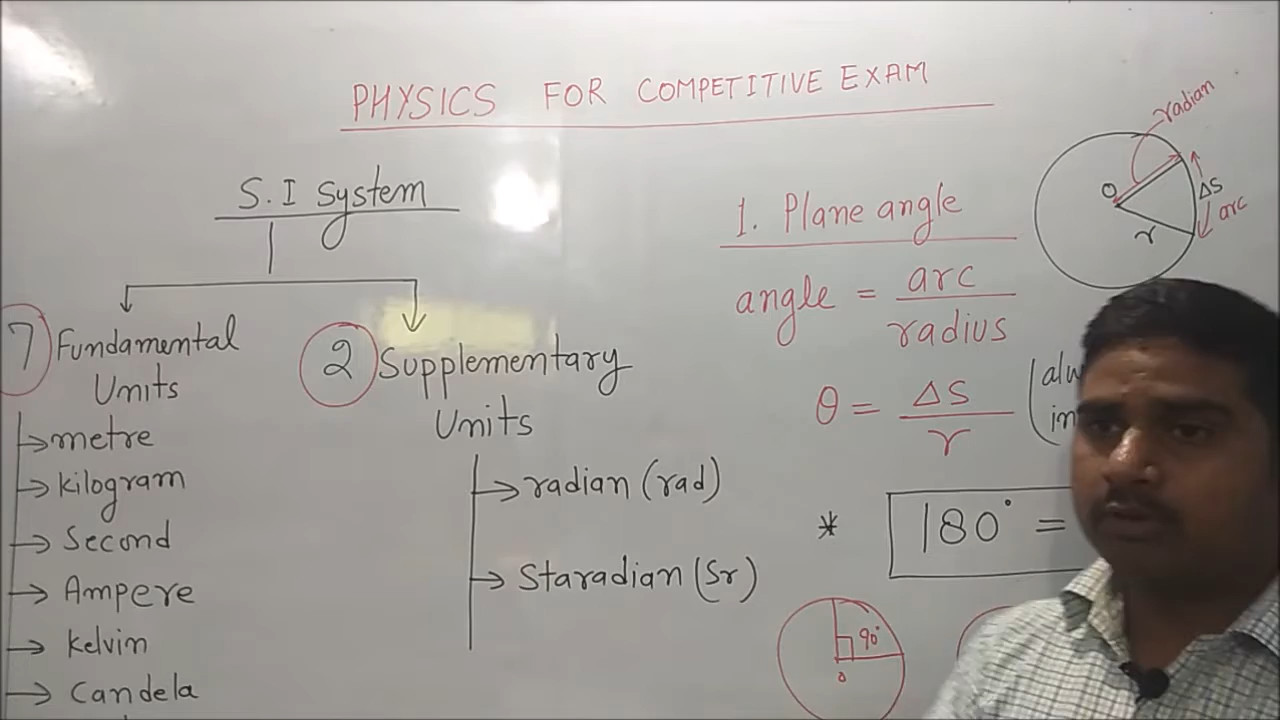 PHYSICS FOR COMPETITIVE EXAM
S.I System
7 Fundamental
Units
metre
kilogram
Second
Ampere
Kelvin
Candela
2 Supplementary
Units
radian (rad)
Staradian (Sr)
1. Plane angle
angle = arc
radius
θ = Δs
r
* 180° =
radian
O
r
Δs
arc
90°